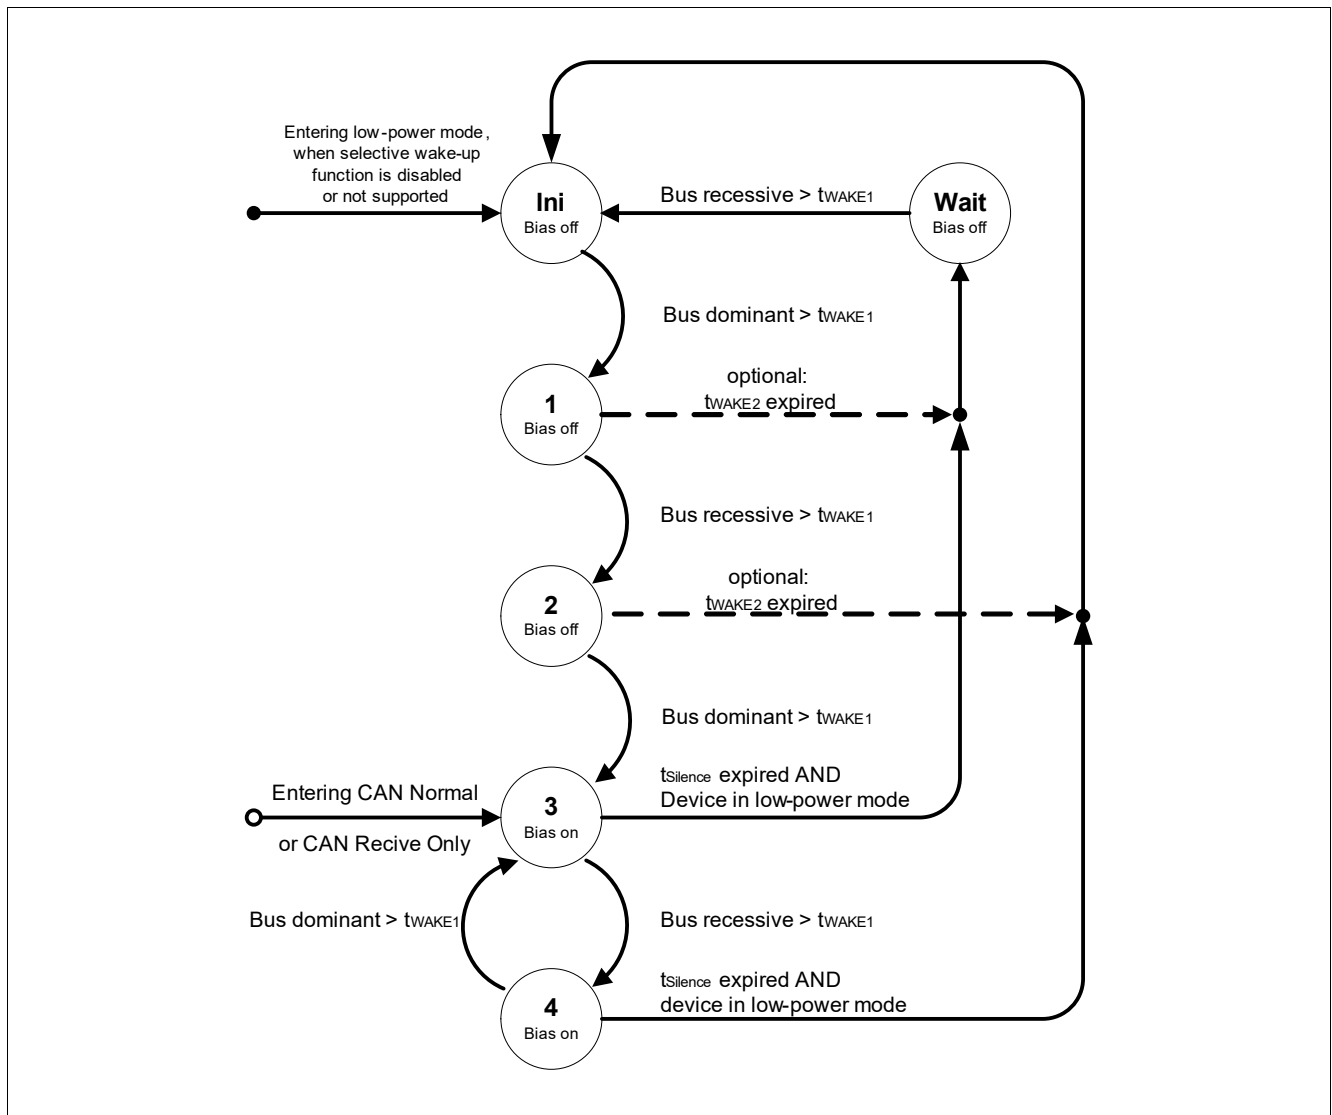 Entering low-power mode,
when selective wake-up
function is disabled
or not supported
Ini
Bias off
Bus recessive > tWAKE1
Wait
Bias off
Bus dominant > tWAKE1
1
Bias off
optional:
tWAKE2 expired
Bus recessive > tWAKE1
2
Bias off
optional:
tWAKE2 expired
Bus dominant > tWAKE1
Entering CAN Normal
or CAN Recive Only
3
Bias on
tSilence expired AND
Device in low-power mode
Bus dominant > tWAKE1
Bus recessive > tWAKE1
4
Bias on
tSilence expired AND
device in low-power mode